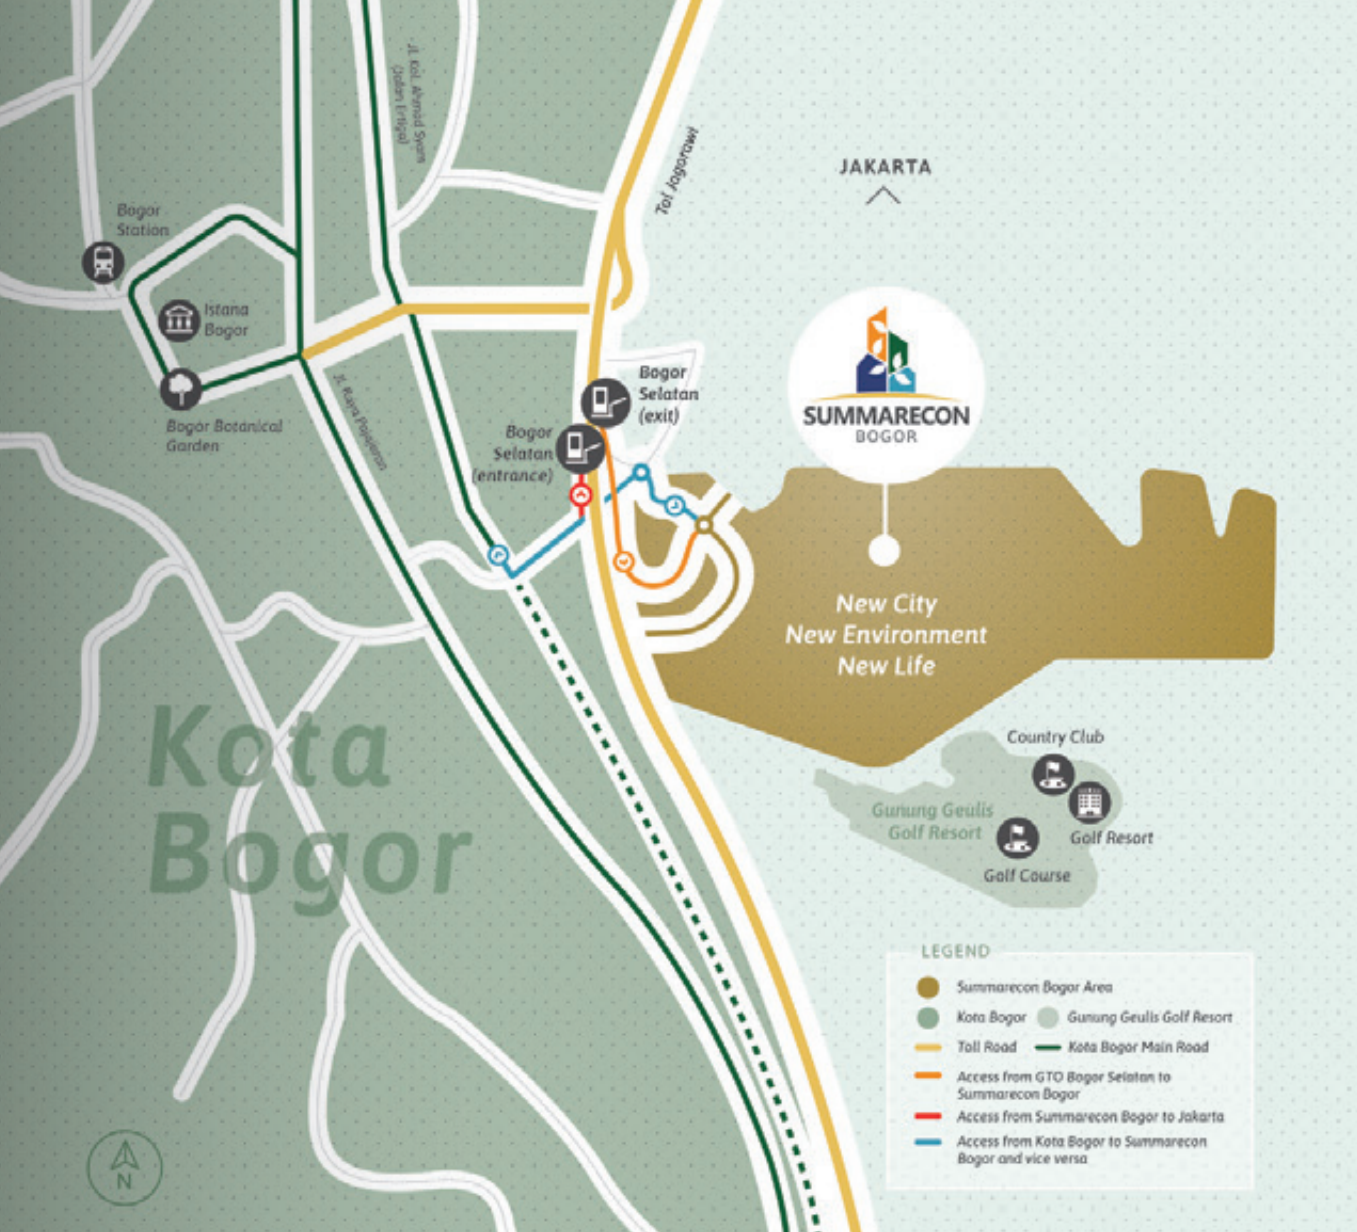 Jl. Kol. Ahmad Syam
Tol Jagorawi
JAKARTA
Bogor
Station
Istana
Bogor
Bogor Botanical
Garden
Jl. Raya Pajajaran
Bogor
Selatan
(exit)
Bogor
Selatan
(entrance)
SUMMARECON
BOGOR
New City
New Environment
New Life
Kota
Bogor
Country Club
Gunung Geulis
Golf Resort
Golf Resort
Golf Course
LEGEND
Summarecon Bogor Area
Kota Bogor
Gunung Geulis Golf Resort
Toll Road
Kota Bogor Main Road
Access from GTO Bogor Selatan to
Summarecon Bogor
Access from Summarecon Bogor to Jakarta
Access from Kota Bogor to Summarecon
Bogor and vice versa
N